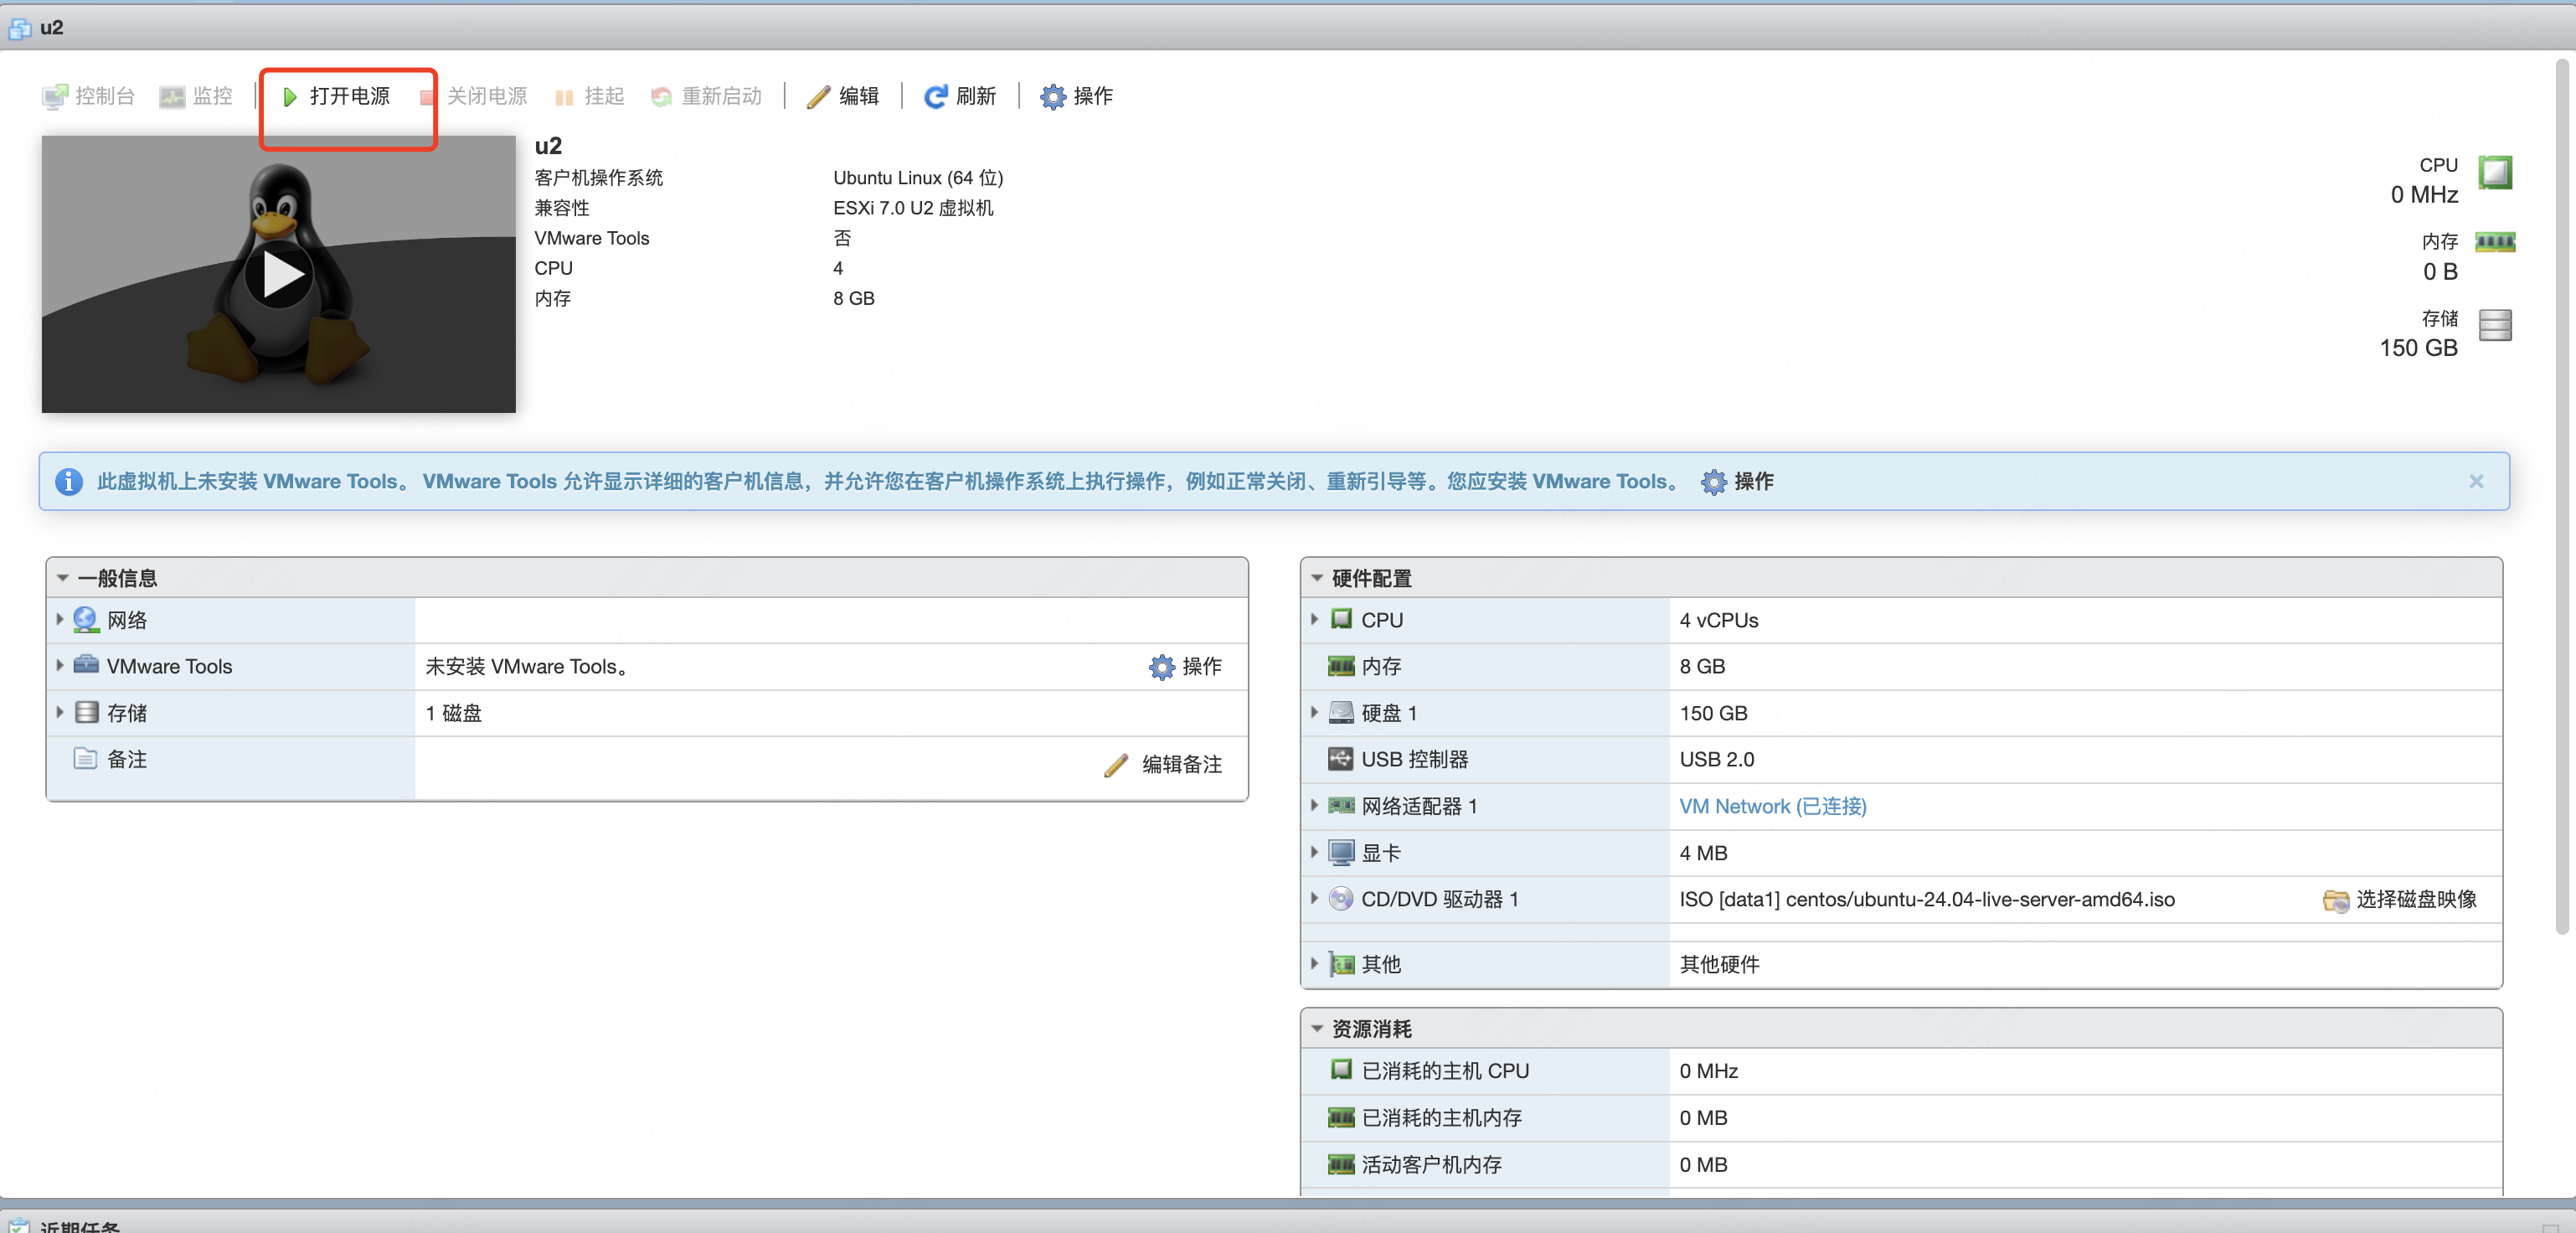 u2
控制台 监控 打开电源 关闭电源 挂起 重新启动 编辑 刷新 操作
u2
客户机操作系统 Ubuntu Linux (64 位)
兼容性 ESXi 7.0 U2 虚拟机
VMware Tools 否
CPU 4
内存 8 GB
CPU
0 MHz
内存
0 B
存储
150 GB
此虚拟机上未安装 VMware Tools。 VMware Tools 允许显示详细的客户机信息，并允许您在客户机操作系统上执行操作，例如正常关闭、重新引导等。您应安装 VMware Tools。 操作
一般信息
网络
VMware Tools 未安装 VMware Tools。 操作
存储 1 磁盘
备注 编辑备注
硬件配置
CPU 4 vCPUs
内存 8 GB
硬盘 1 150 GB
USB 控制器 USB 2.0
网络适配器 1 VM Network (已连接)
显卡 4 MB
CD/DVD 驱动器 1 ISO [data1] centos/ubuntu-24.04-live-server-amd64.iso 选择磁盘映像
其他 其他硬件
资源消耗
已消耗的主机 CPU 0 MHz
已消耗的主机内存 0 MB
活动客户机内存 0 MB
近期任务